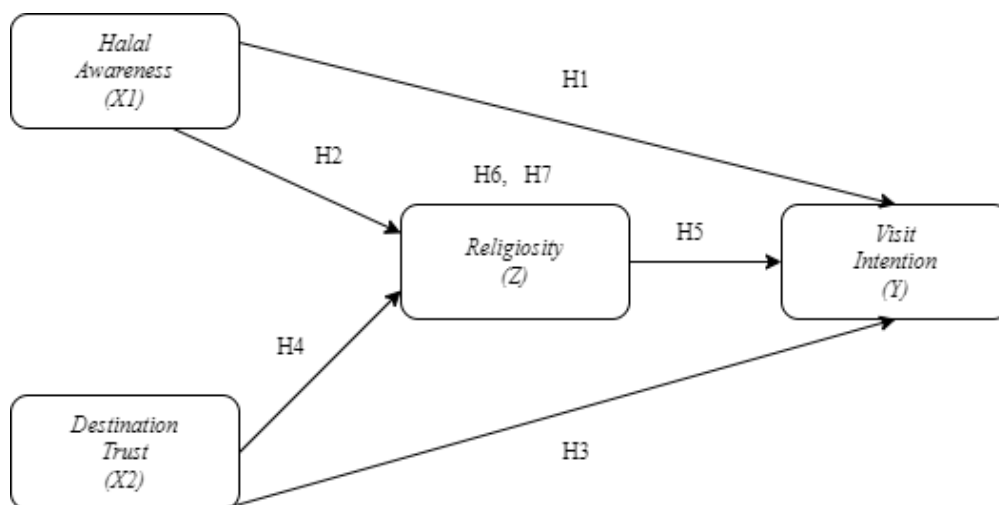 Halal
Awareness
(X1)
H1
H2
H6, H7
Religiosity
(Z)
H5
Visit
Intention
(Y)
H4
Destination
Trust
(X2)
H3